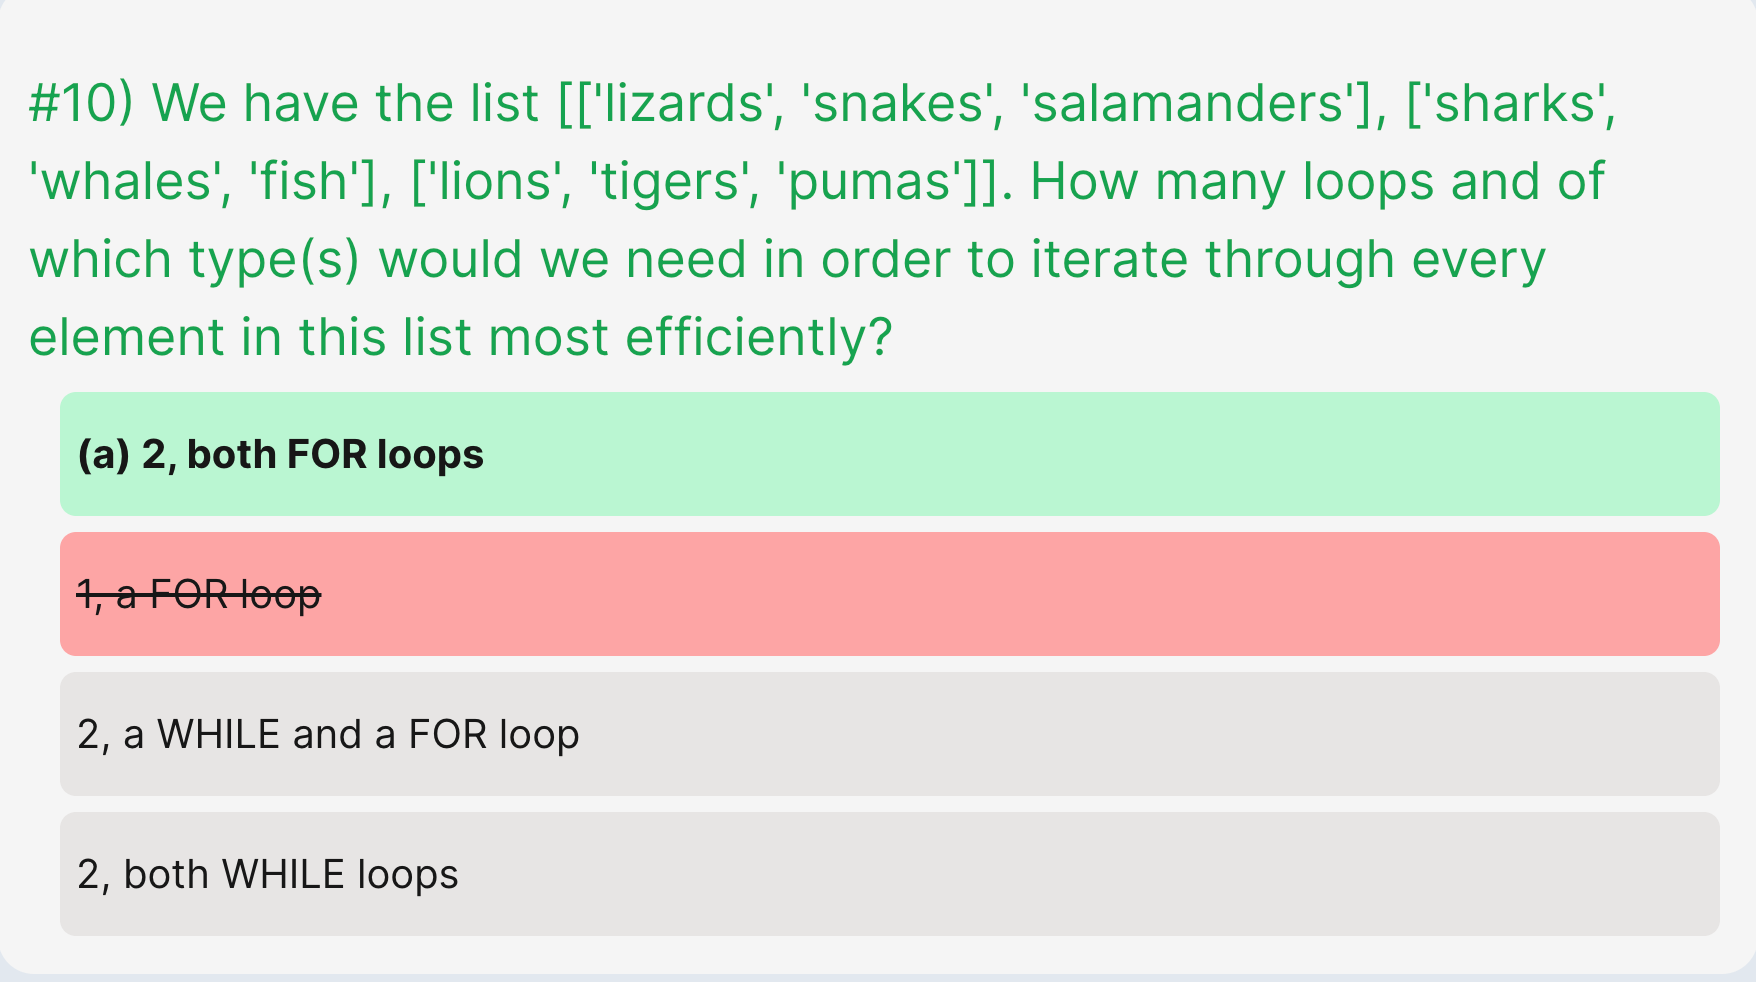 #10) We have the list [['lizards', 'snakes', 'salamanders'], ['sharks',
'whales', 'fish'], ['lions', 'tigers', 'pumas']]. How many loops and of
which type(s) would we need in order to iterate through every
element in this list most efficiently?
(a) 2, both FOR loops
1, a FOR loop
2, a WHILE and a FOR loop
2, both WHILE loops